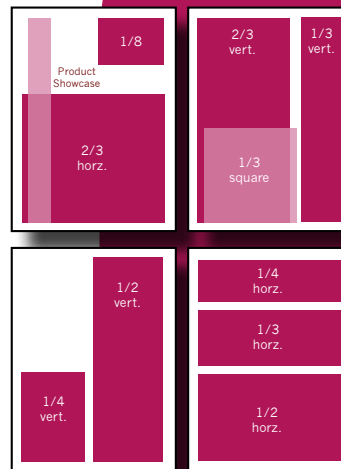 1/8
Product
Showcase
2/3
horz.
2/3
vert.
1/3
vert.
1/3
square
1/2
vert.
1/4
vert.
1/4
horz.
1/3
horz.
1/2
horz.